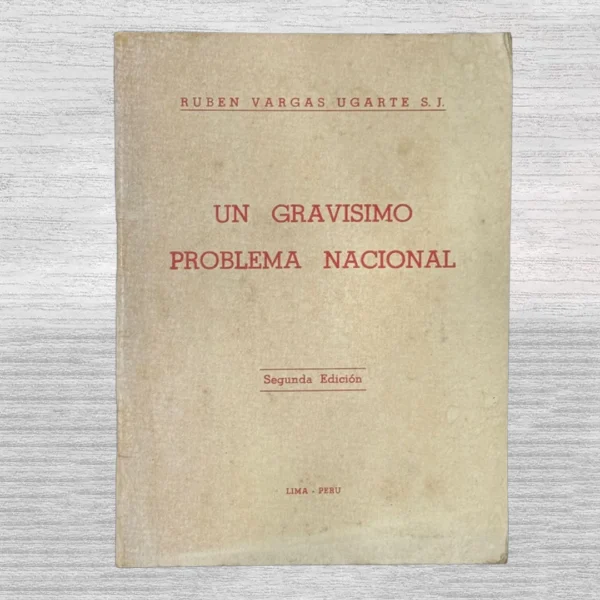 RUBEN VARGAS UGARTE S. J.
UN GRAVISIMO
PROBLEMA NACIONAL
Segunda Edición
LIMA - PERU